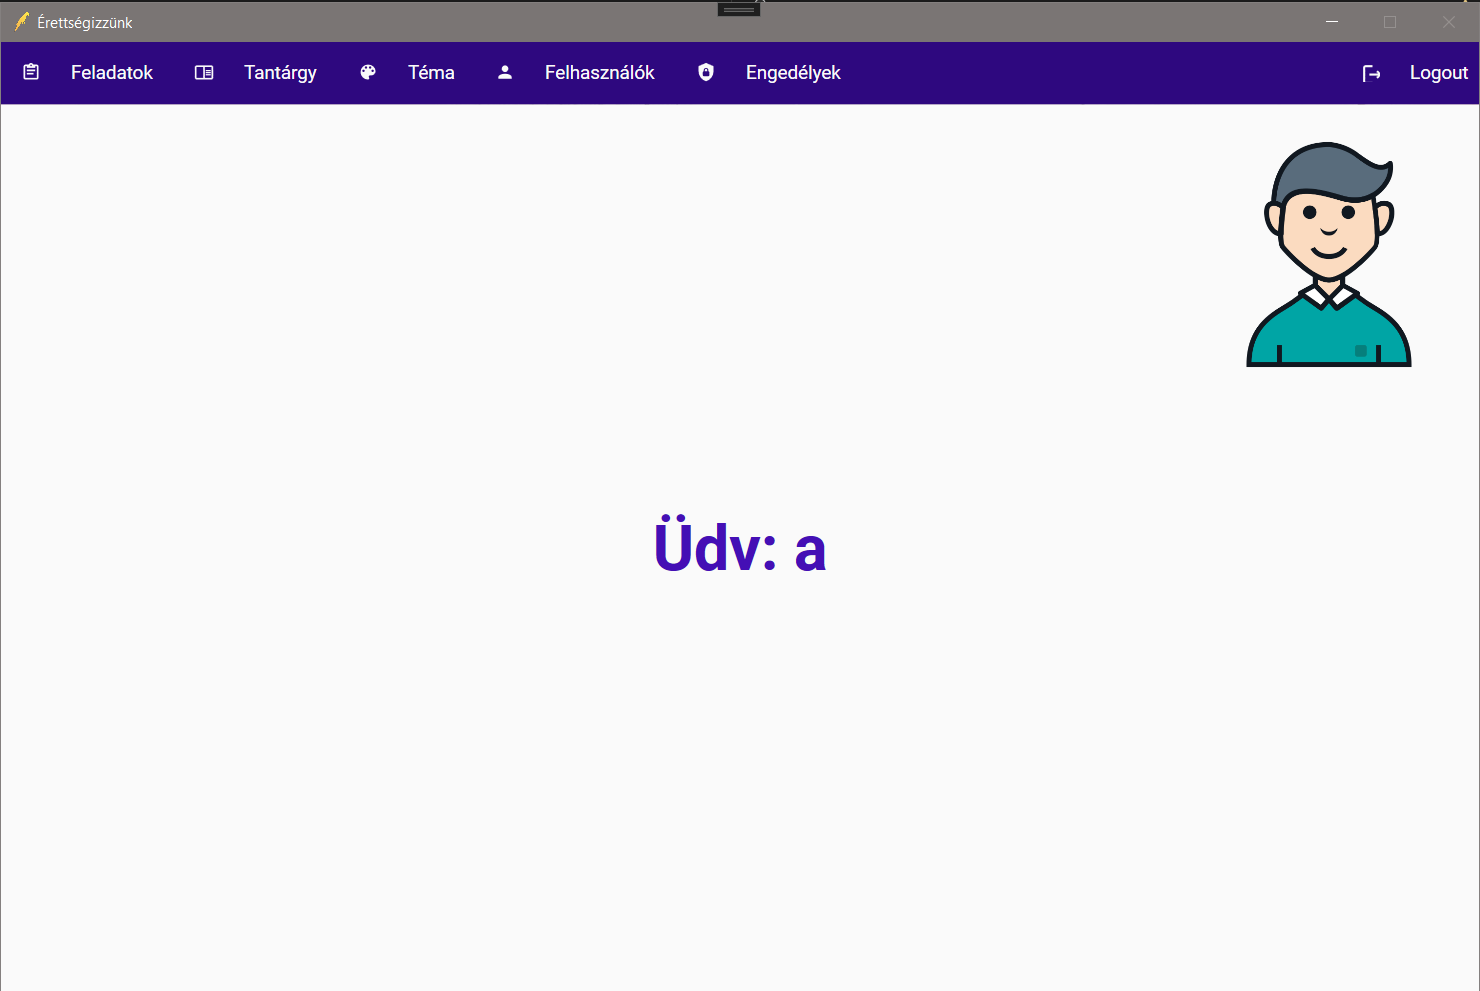 Érettségizzünk
Feladatok Tantárgy Téma Felhasználók Engedélyek Logout
Üdv: a